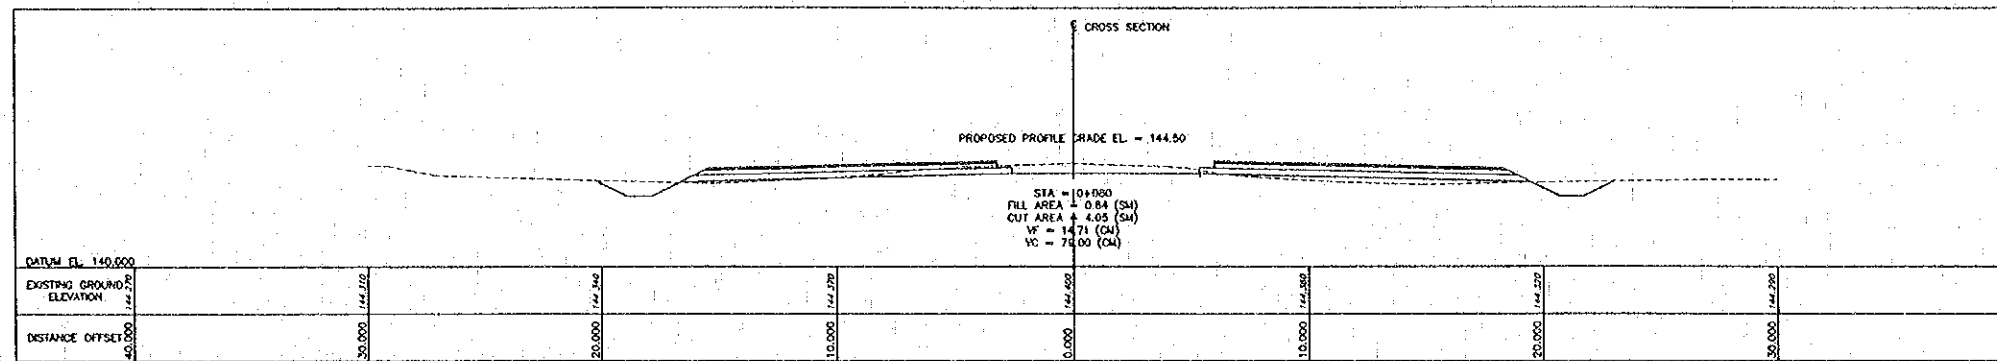 ℄ CROSS SECTION
PROPOSED PROFILE GRADE EL. = 144.50
STA = 0+080
FILL AREA = 0.84 (SM)
CUT AREA = 4.05 (SM)
VF = 14.71 (CM)
VC = 79.00 (CM)
DATUM EL. 140.000
EXISTING GROUND ELEVATION 144.270 144.310 144.340 144.370 144.400 144.360 144.320 144.290
DISTANCE OFFSET 40.000 30.000 20.000 10.000 0.000 10.000 20.000 30.000